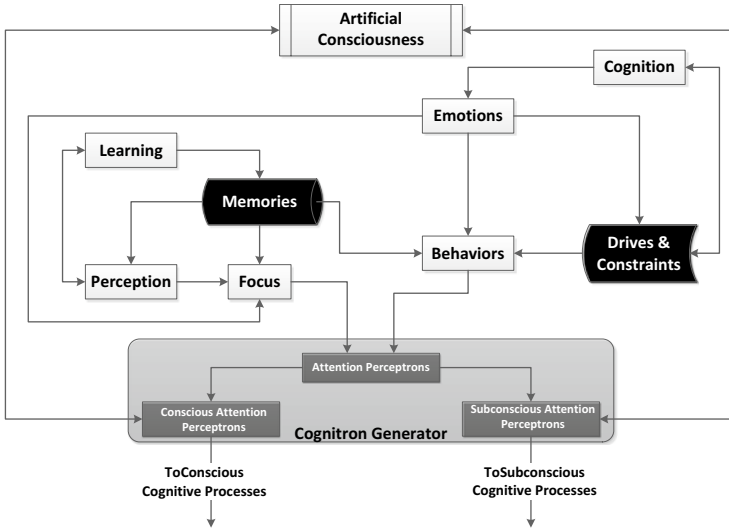 Artificial
Consciousness
Cognition
Emotions
Learning
Memories
Behaviors
Drives &
Constraints
Perception
Focus
Attention Perceptrons
Conscious Attention
Perceptrons
Subconscious Attention
Perceptrons
Cognitron Generator
ToConscious
Cognitive Processes
ToSubconscious
Cognitive Processes